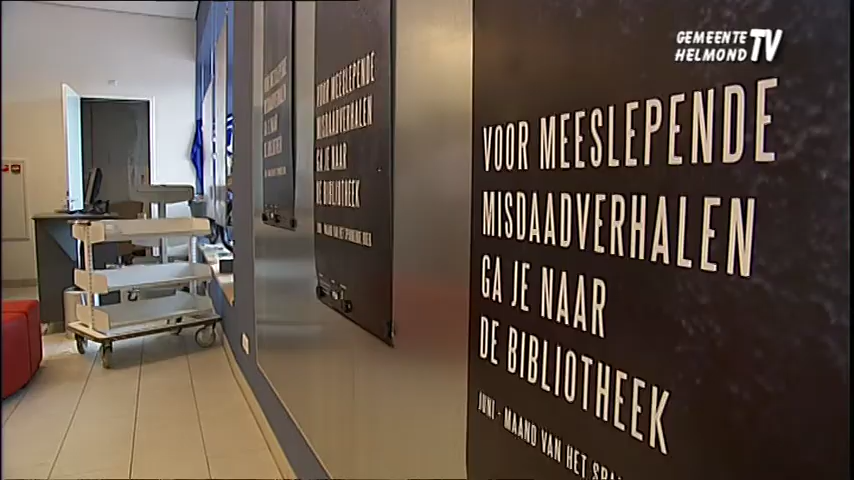 GEMEENTE
HELMOND TV
VOOR MEESLEPENDE
MISDAADVERHALEN
GA JE NAAR
DE BIBLIOTHEEK
JUNI - MAAND VAN HET
VOOR MEESLEPENDE
MISDAADVERHALEN
GA JE NAAR
DE BIBLIOTHEEK